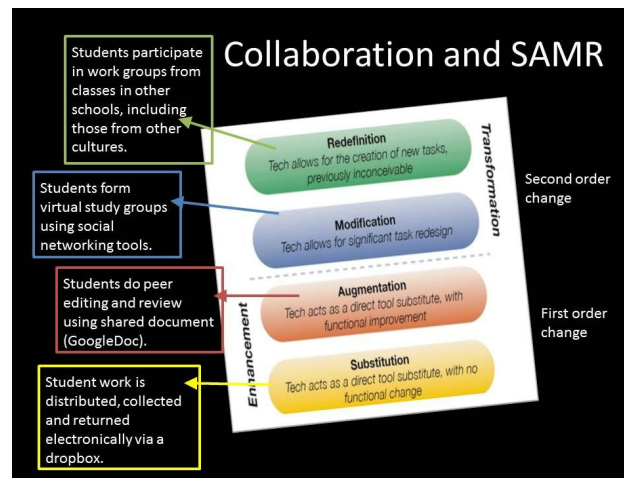 Collaboration and SAMR
Students participate
in work groups from
classes in other
schools, including
those from other
cultures.
Redefinition
Tech allows for the creation of new tasks,
previously inconceivable
Transformation
Second order
change
Students form
virtual study groups
using social
networking tools.
Modification
Tech allows for significant task redesign
Students do peer
editing and review
using shared document
(GoogleDoc).
Augmentation
Tech acts as a direct tool substitute, with
functional improvement
Enhancement
First order
change
Student work is
distributed, collected
and returned
electronically via a
dropbox.
Substitution
Tech acts as a direct tool substitute, with no
functional change